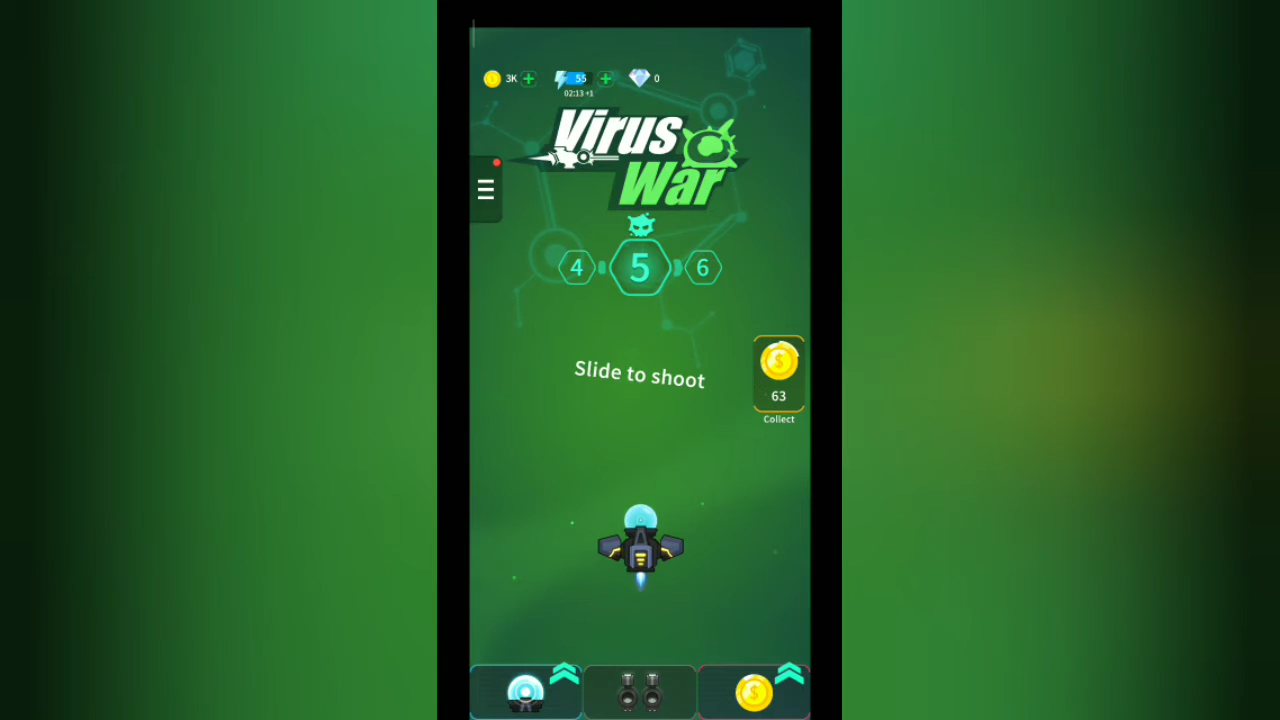 3K 55 0
02:13 +1
Virus
War
4 5 6
Slide to shoot
63
Collect